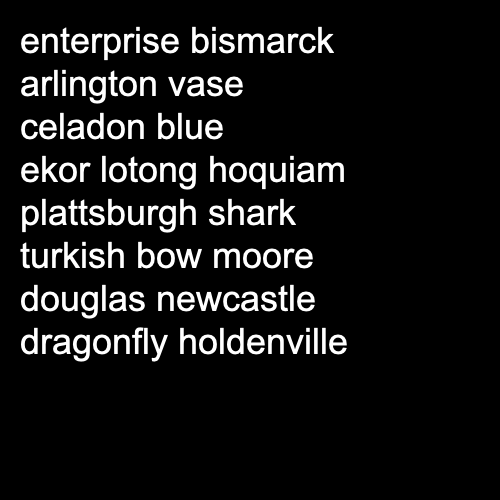 enterprise bismarck
arlington vase
celadon blue
ekor lotong hoquiam
plattsburgh shark
turkish bow moore
douglas newcastle
dragonfly holdenville